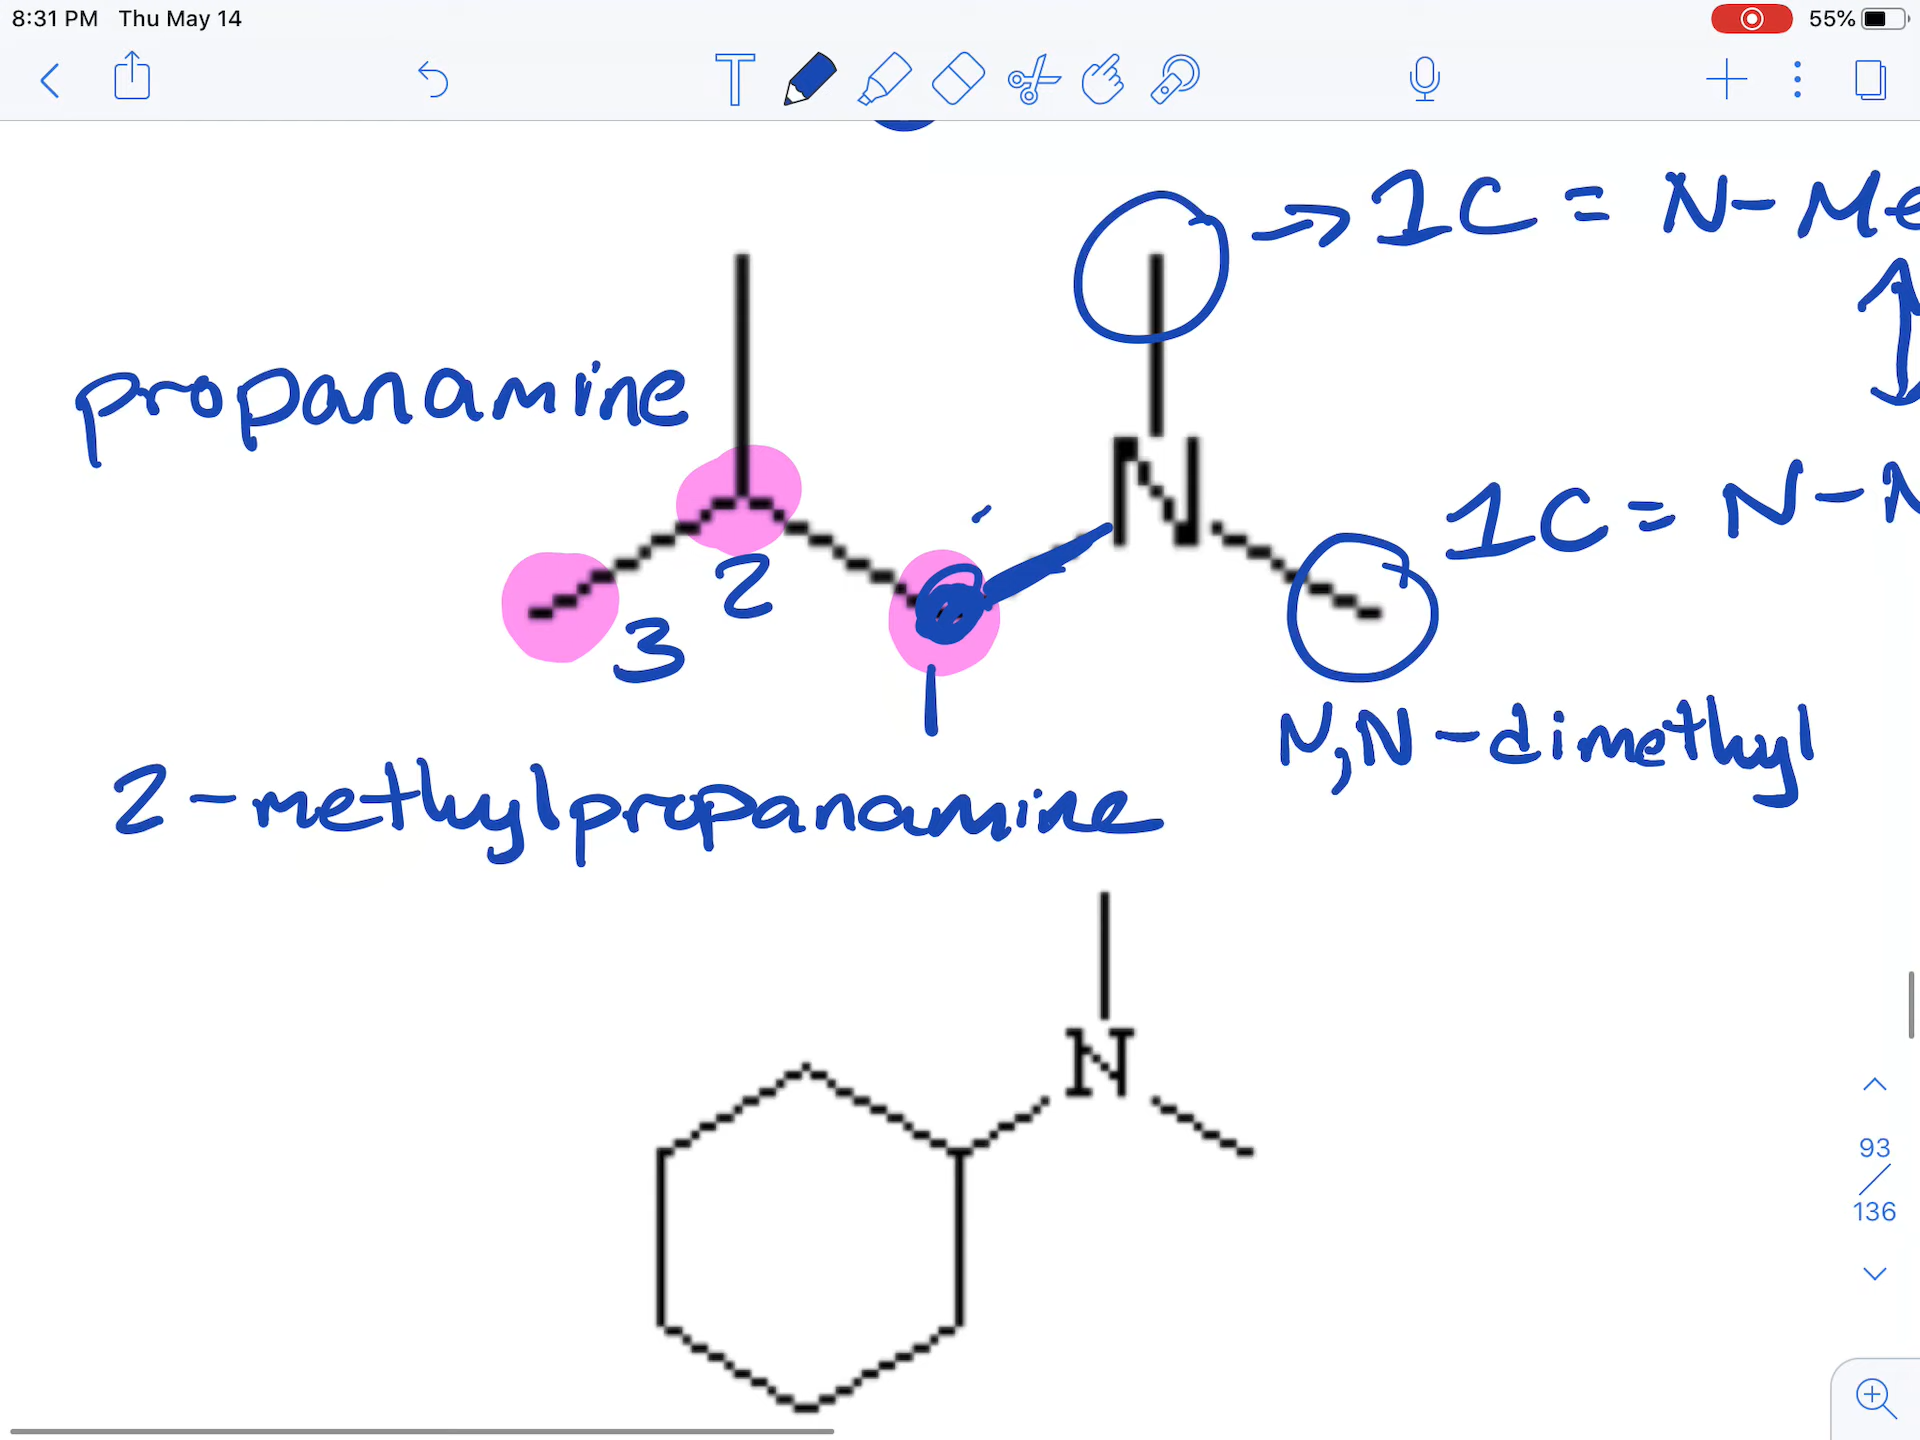 8:31 PM Thu May 14 55%
T
→ 1C = N-Me
propanamine
N
1C = N-
2
3
1
N,N-dimethyl
2-methylpropanamine
N
93
136